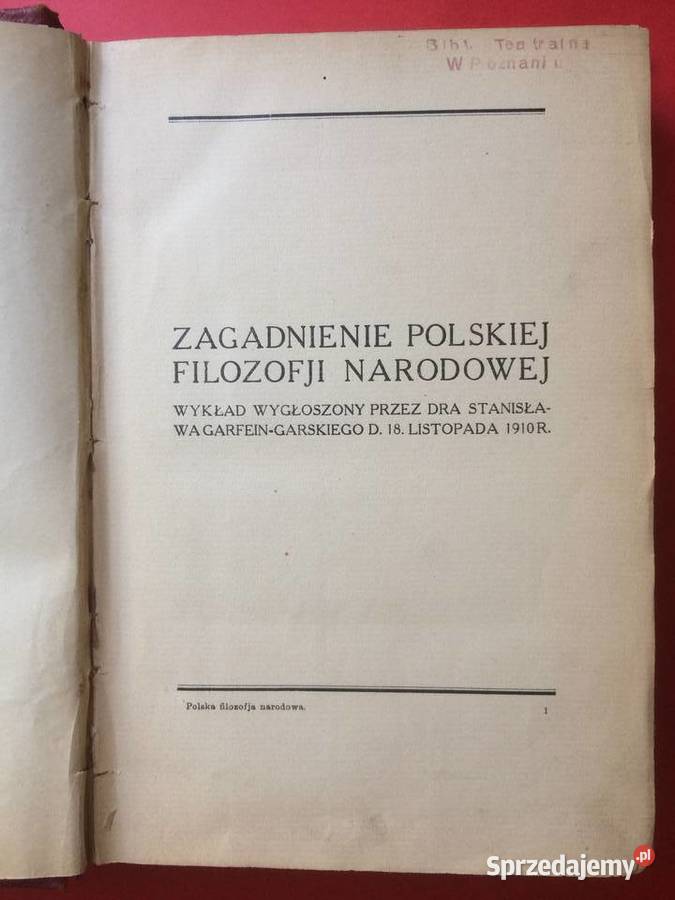 Bibl. Teatralna
W Poznaniu
ZAGADNIENIE POLSKIEJ
FILOZOFJI NARODOWEJ
WYKŁAD WYGŁOSZONY PRZEZ DRA STANISŁA-
WA GARFEIN-GARSKIEGO D. 18. LISTOPADA 1910 R.
Polska filozofja narodowa. 1
Sprzedajemy.pl